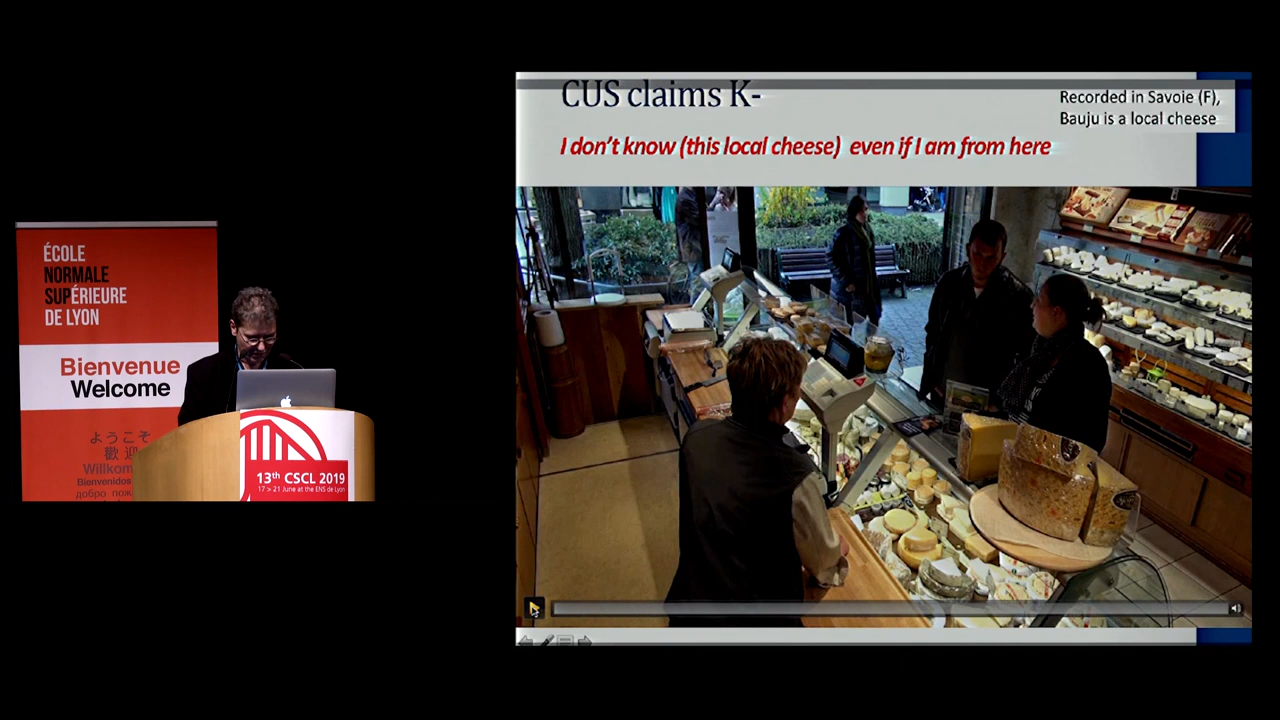 ÉCOLE
NORMALE
SUPÉRIEURE
DE LYON
Bienvenue
Welcome
ようこそ
歡迎
Willkom
Bienvenidos
добро пож
13th CSCL 2019
17 > 21 June at the ENS de Lyon
CUS claims K-
I don't know (this local cheese) even if I am from here
Recorded in Savoie (F),
Bauju is a local cheese